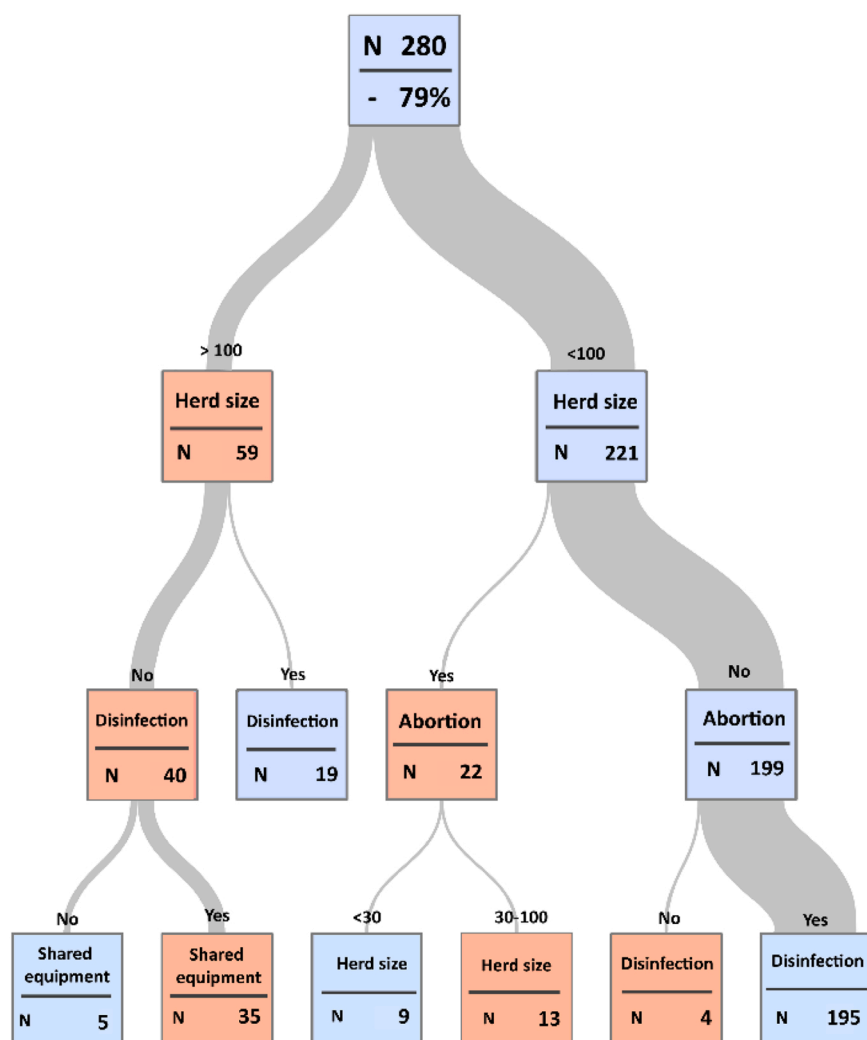 N 280
- 79%
> 100
<100
Herd size
N 59
Herd size
N 221
No
Yes
Yes
No
Disinfection
N 40
Disinfection
N 19
Abortion
N 22
Abortion
N 199
No
Yes
<30
30-100
No
Yes
Shared
equipment
N 5
Shared
equipment
N 35
Herd size
N 9
Herd size
N 13
Disinfection
N 4
Disinfection
N 195